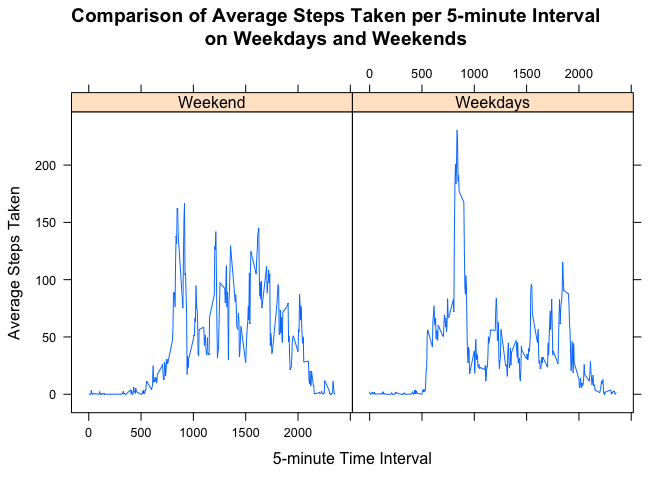 Comparison of Average Steps Taken per 5-minute Interval
on Weekdays and Weekends
0 500 1000 1500 2000
Weekend Weekdays
200
150
100
50
0
Average Steps Taken
0 500 1000 1500 2000
5-minute Time Interval